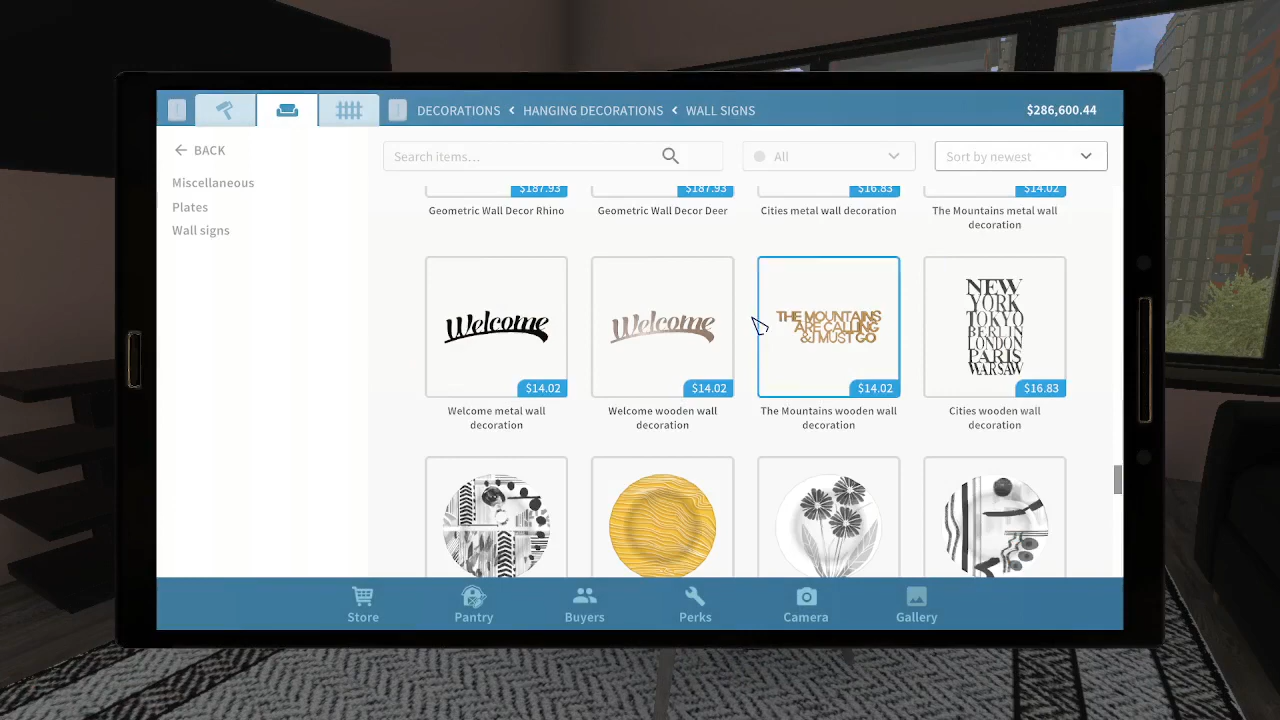 DECORATIONS < HANGING DECORATIONS < WALL SIGNS
$286,600.44
BACK
Search items...
All
Sort by newest
Miscellaneous
Plates
Wall signs
$187.93
$187.93
$16.83
$14.02
Geometric Wall Decor Rhino
Geometric Wall Decor Deer
Cities metal wall decoration
The Mountains metal wall
decoration
Welcome
$14.02
Welcome metal wall
decoration
Welcome
$14.02
Welcome wooden wall
decoration
THE MOUNTAINS
ARE CALLING
& I MUST GO
$14.02
The Mountains wooden wall
decoration
NEW
YORK
TOKYO
BERLIN
LONDON
PARIS
WARSAW
$16.83
Cities wooden wall
decoration
Store
Pantry
Buyers
Perks
Camera
Gallery